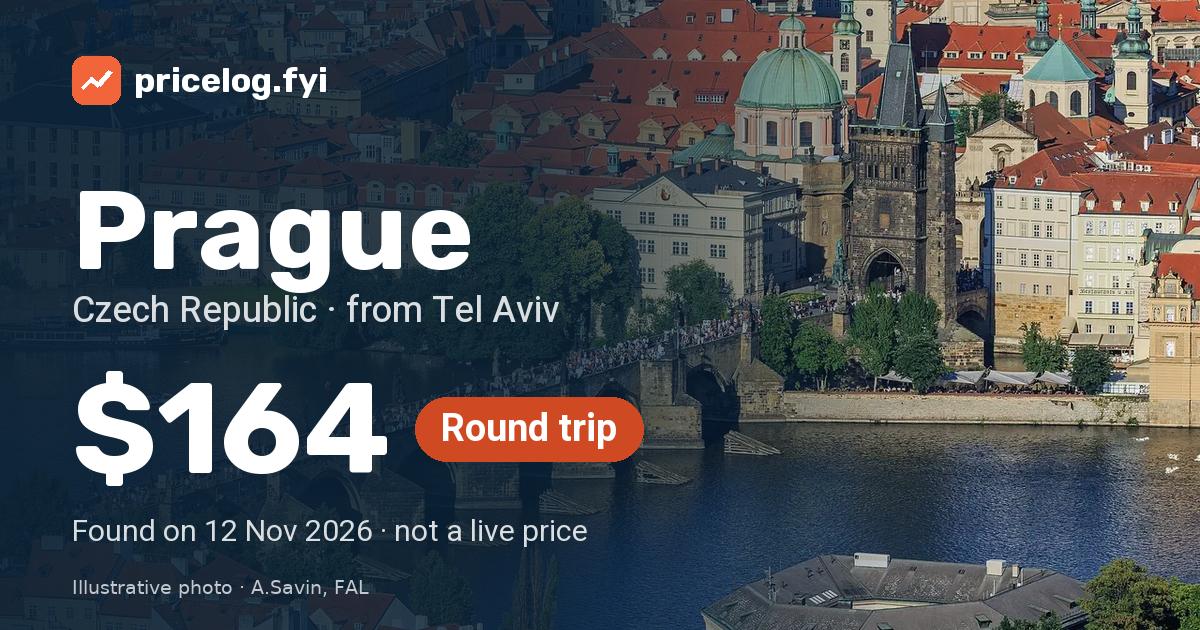 pricelog.fyi
Prague
Czech Republic · from Tel Aviv
$164
Round trip
Found on 12 Nov 2026 · not a live price
Illustrative photo · A.Savin, FAL